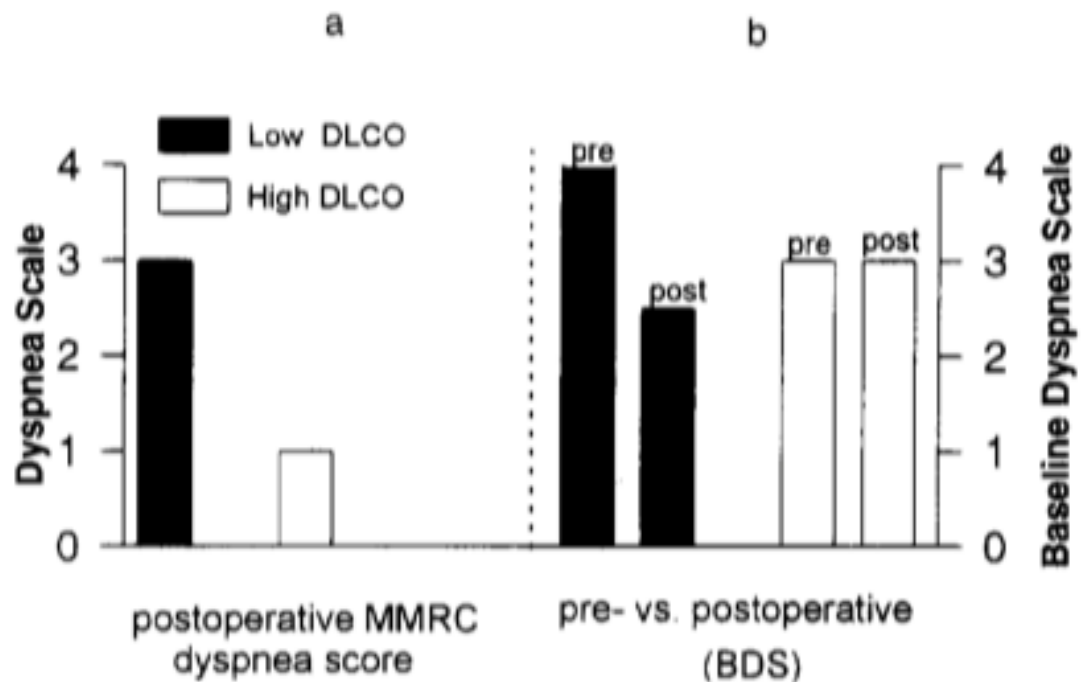 a
b
Low DLCO
High DLCO
Dyspnea Scale
4
3
2
1
0
pre
post
pre
post
4
3
2
1
0
Baseline Dyspnea Scale
postoperative MMRC
dyspnea score
pre- vs. postoperative
(BDS)